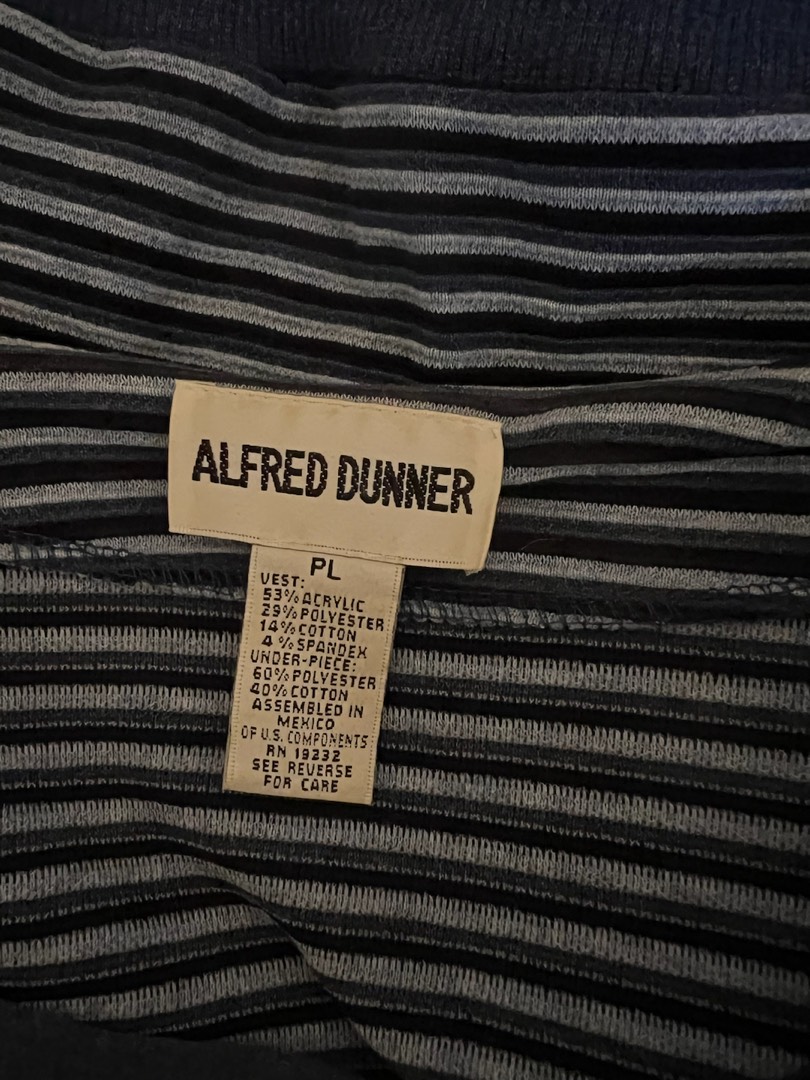 ALFRED DUNNER
PL
VEST:
53% ACRYLIC
29% POLYESTER
14% COTTON
4% SPANDEX
UNDER-PIECE:
60% POLYESTER
40% COTTON
ASSEMBLED IN
MEXICO
OF U.S. COMPONENTS
RN 19232
SEE REVERSE
FOR CARE